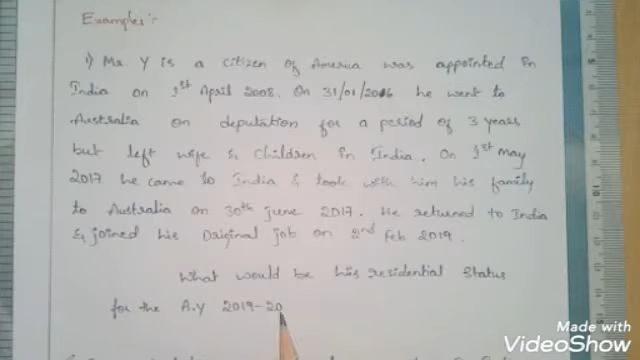 Examples :-
1) Mr. Y is a citizen of America was appointed in
India on 1st April 2008. On 31/01/2016 he went to
Australia on deputation for a period of 3 years
but left wife & children in India. On 1st May
2017 he came to India & took with him his family
to Australia on 30th june 2017. He returned to India
& joined his Original job on 2nd Feb 2019.
What would be his residential status
for the A.Y 2019-20
Made with
VideoShow